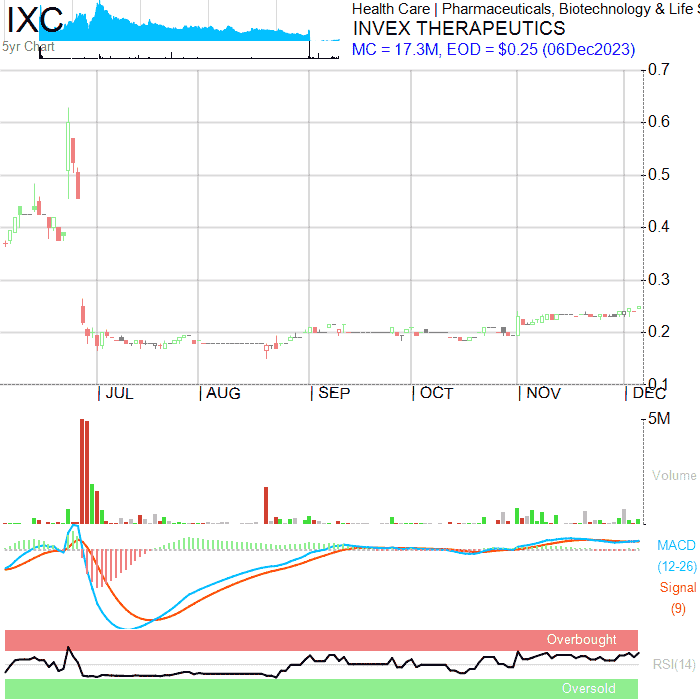 IXC
Health Care | Pharmaceuticals, Biotechnology & Life S
INVEX THERAPEUTICS
5yr Chart
MC = 17.3M, EOD = $0.25 (06Dec2023)
0.7
0.6
0.5
0.4
0.3
0.2
0.1
JUL AUG SEP OCT NOV DEC
5M
Volume
MACD
(12-26)
Signal
(9)
Overbought
RSI(14)
Oversold